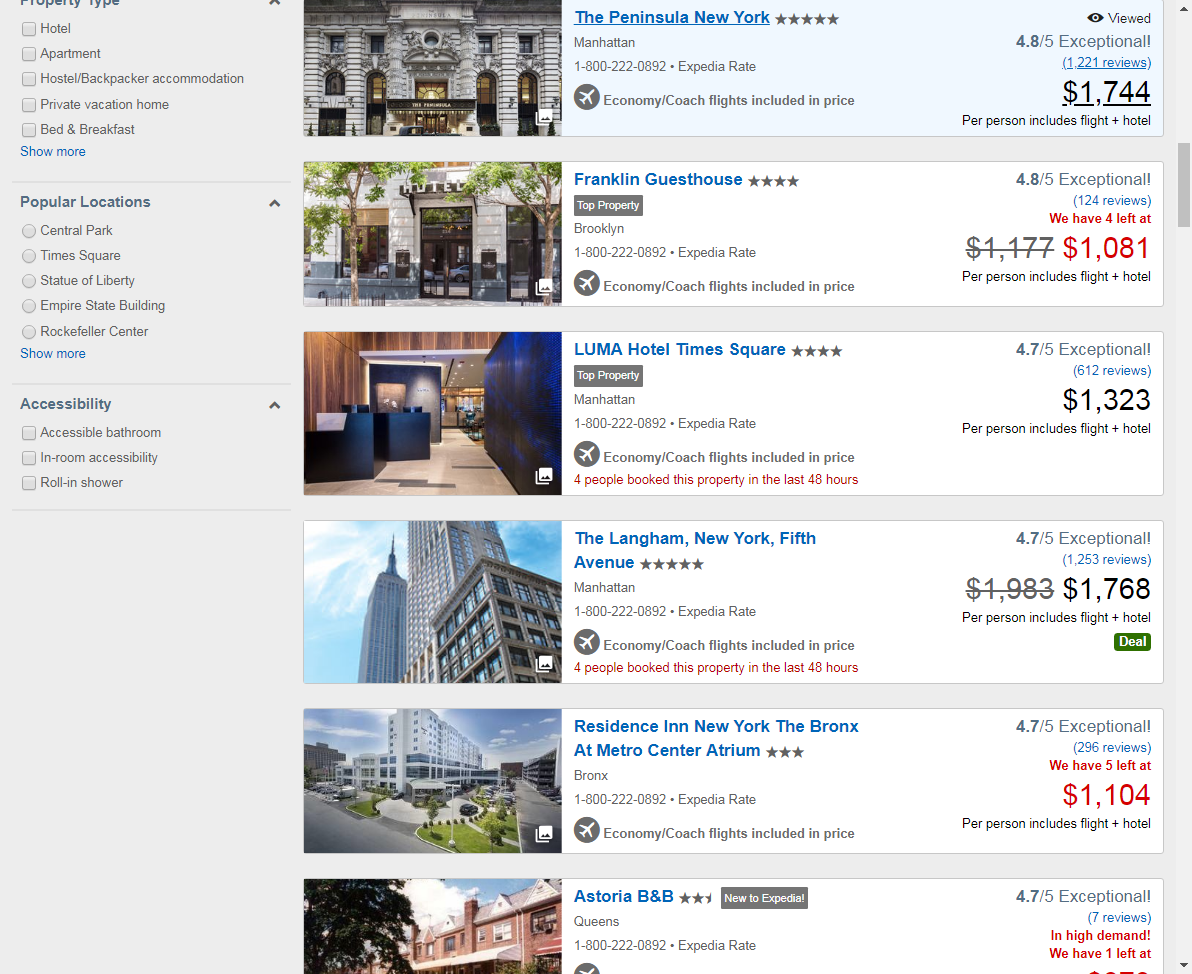 Property Type
Hotel
Apartment
Hostel/Backpacker accommodation
Private vacation home
Bed & Breakfast
Show more
Popular Locations
Central Park
Times Square
Statue of Liberty
Empire State Building
Rockefeller Center
Show more
Accessibility
Accessible bathroom
In-room accessibility
Roll-in shower
THE PENINSULA
The Peninsula New York
Manhattan
1-800-222-0892 • Expedia Rate
Economy/Coach flights included in price
Viewed
4.8/5 Exceptional!
(1,221 reviews)
$1,744
Per person includes flight + hotel
HOTEL
Franklin Guesthouse
Top Property
Brooklyn
1-800-222-0892 • Expedia Rate
Economy/Coach flights included in price
4.8/5 Exceptional!
(124 reviews)
We have 4 left at
$1,177 $1,081
Per person includes flight + hotel
LUMA Hotel Times Square
Top Property
Manhattan
1-800-222-0892 • Expedia Rate
Economy/Coach flights included in price
4 people booked this property in the last 48 hours
4.7/5 Exceptional!
(612 reviews)
$1,323
Per person includes flight + hotel
The Langham, New York, Fifth
Avenue
Manhattan
1-800-222-0892 • Expedia Rate
Economy/Coach flights included in price
4 people booked this property in the last 48 hours
4.7/5 Exceptional!
(1,253 reviews)
$1,983 $1,768
Per person includes flight + hotel
Deal
Residence Inn New York The Bronx
At Metro Center Atrium
Bronx
1-800-222-0892 • Expedia Rate
Economy/Coach flights included in price
4.7/5 Exceptional!
(296 reviews)
We have 5 left at
$1,104
Per person includes flight + hotel
Astoria B&B
New to Expedia!
Queens
1-800-222-0892 • Expedia Rate
4.7/5 Exceptional!
(7 reviews)
In high demand!
We have 1 left at